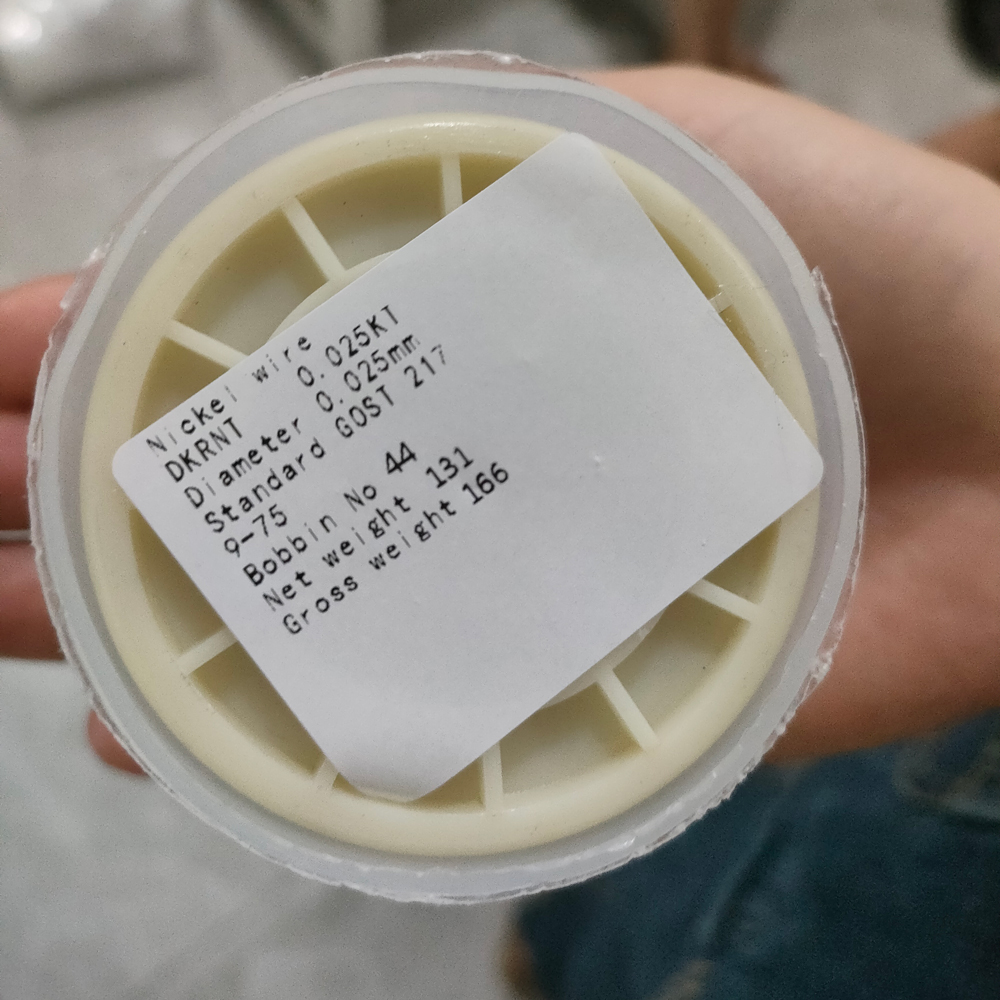 Nickel wire
DKRNT 0.025KT
Diameter 0.025mm
Standard GOST 217
9-75
Bobbin No 44
Net weight 131
Gross weight 166